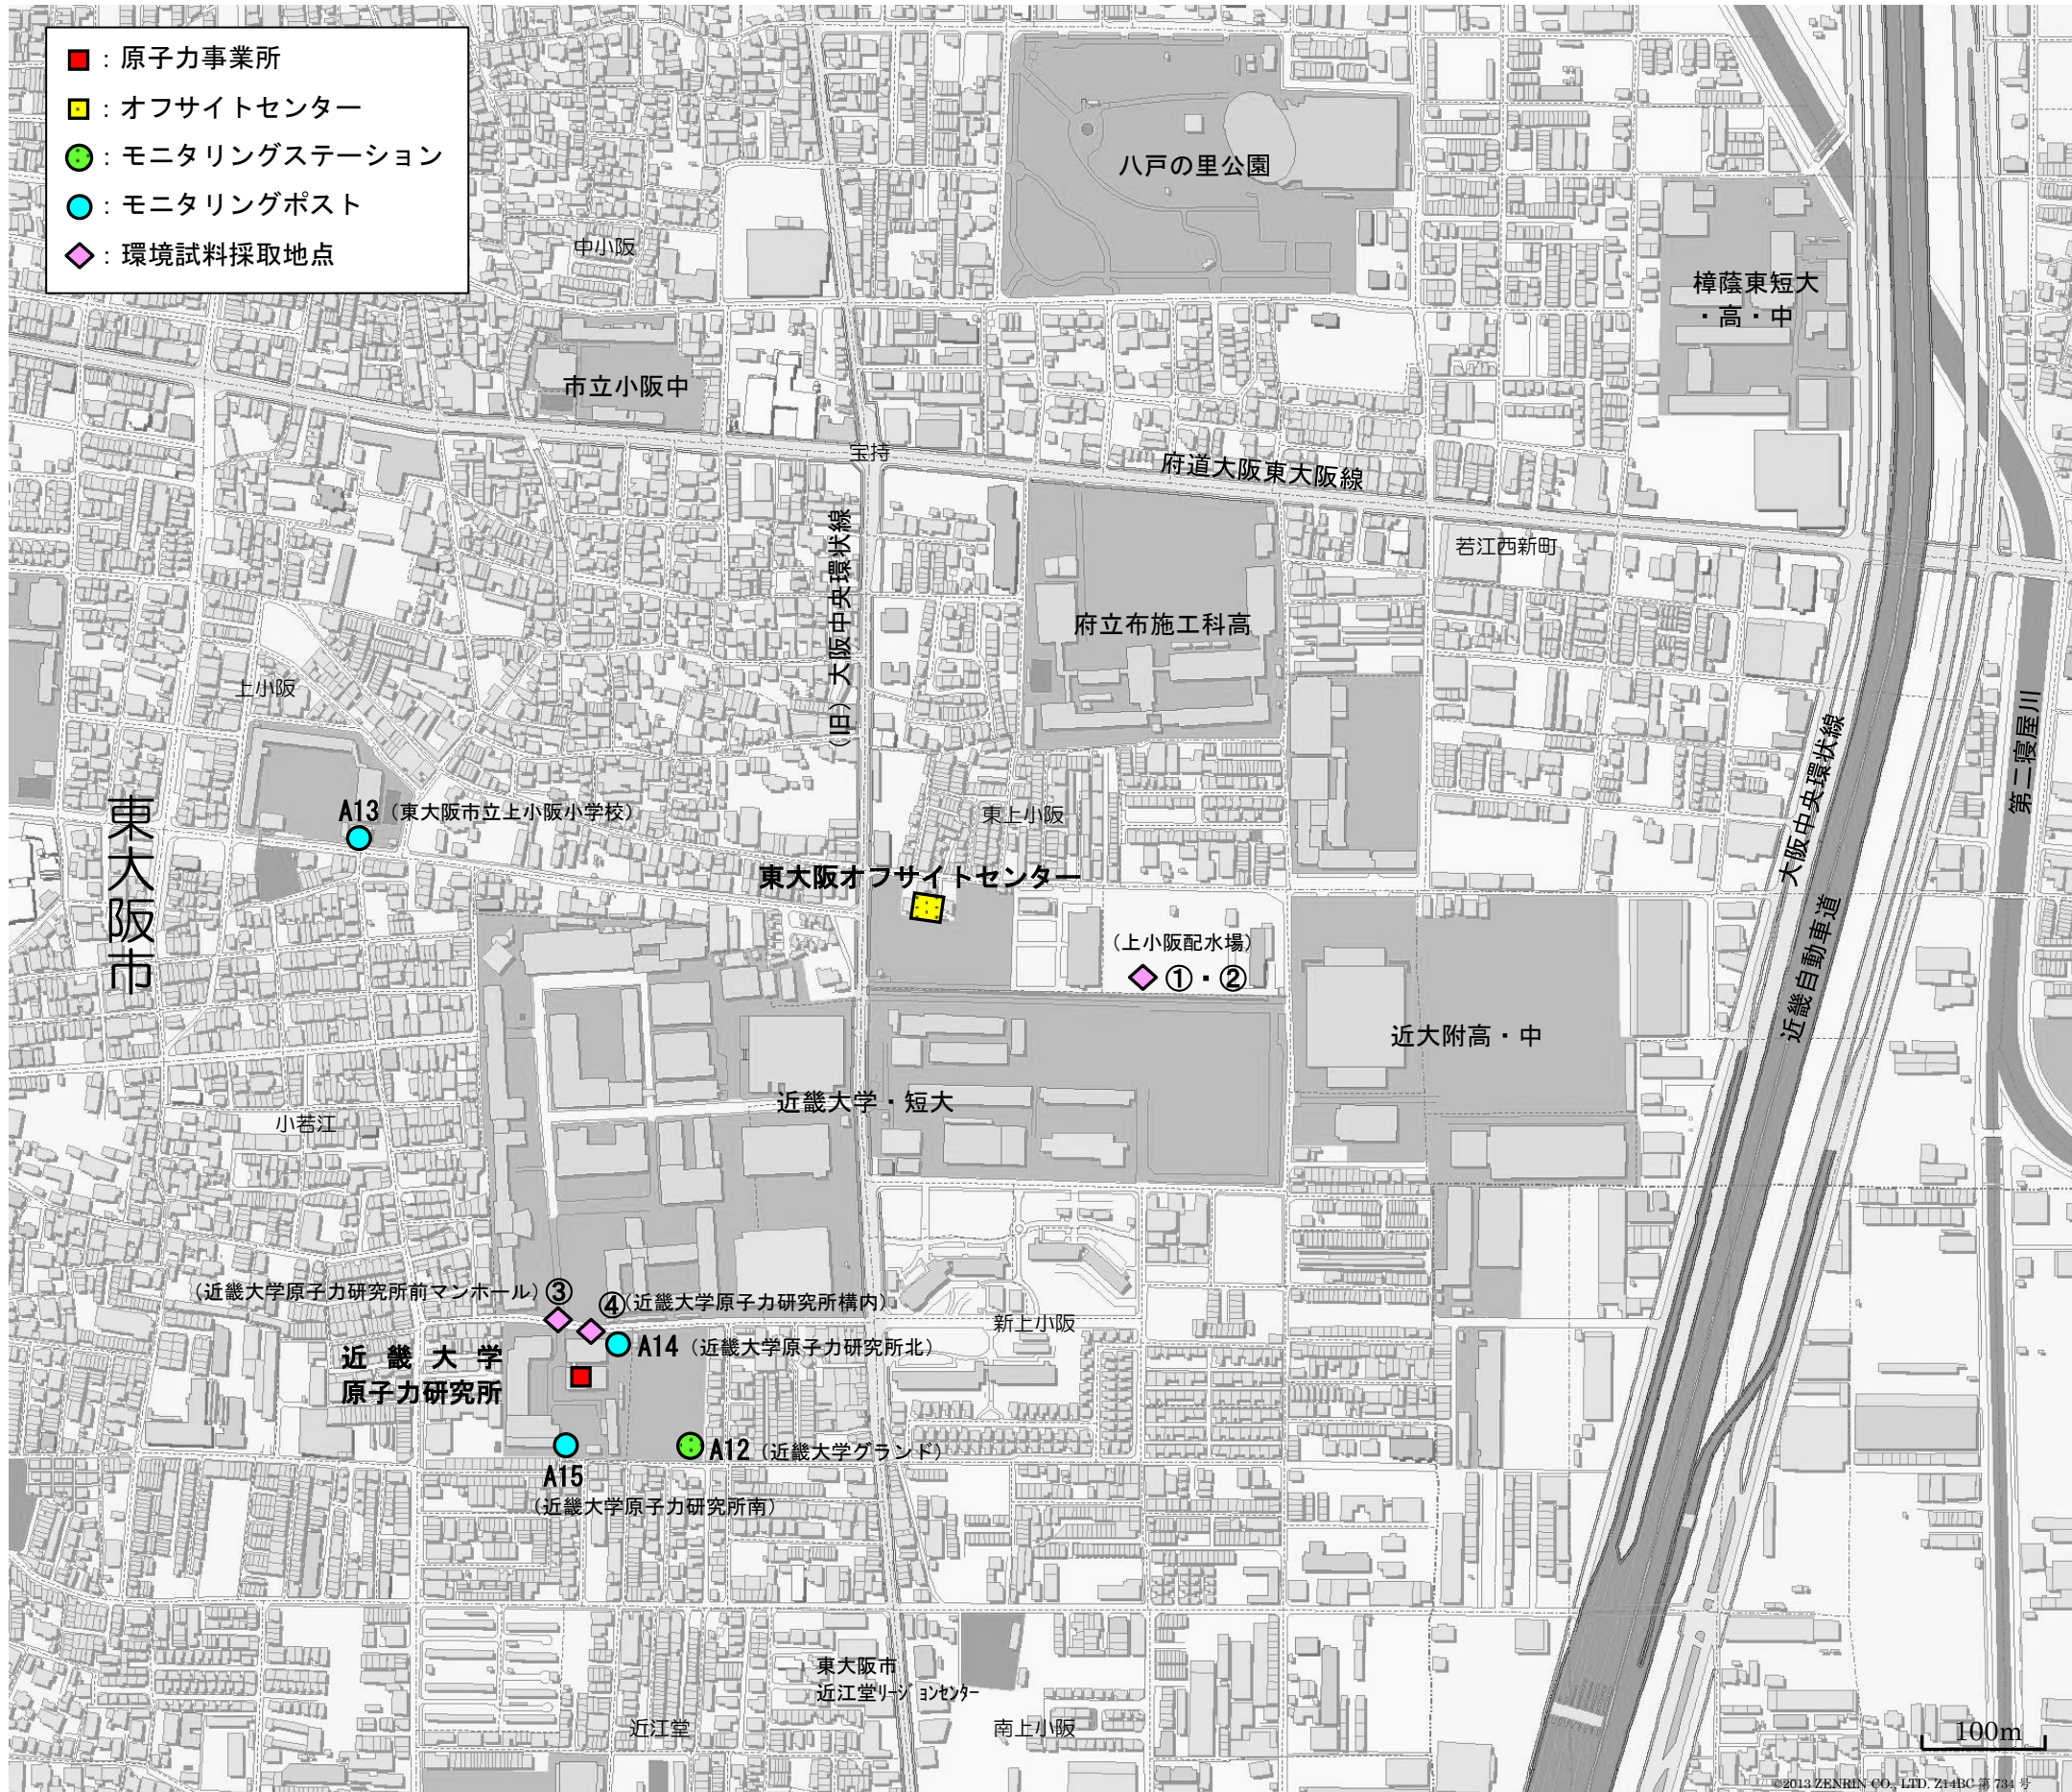 ：原子力事業所
：オフサイトセンター
：モニタリングステーション
：モニタリングポスト
：環境試料採取地点
八戸の里公園
中小阪
樟蔭東短大
・高・中
市立小阪中
宝持
府道大阪東大阪線
(旧)大阪中央環状線
若江西新町
府立布施工科高
上小阪
大阪中央環状線
第二寝屋川
東大阪市
A13（東大阪市立上小阪小学校）
東上小阪
東大阪オフサイトセンター
（上小阪配水場）
①・②
近畿自動車道
近大附高・中
近畿大学・短大
小若江
（近畿大学原子力研究所前マンホール）③
④（近畿大学原子力研究所構内）
新上小阪
A14（近畿大学原子力研究所北）
近畿大学
原子力研究所
A12（近畿大学グランド）
A15
（近畿大学原子力研究所南）
東大阪市
近江堂ﾘｰｼﾞｮﾝｾﾝﾀｰ
近江堂
南上小阪
100m
©2013 ZENRIN CO., LTD. Z14BC 第 734 号